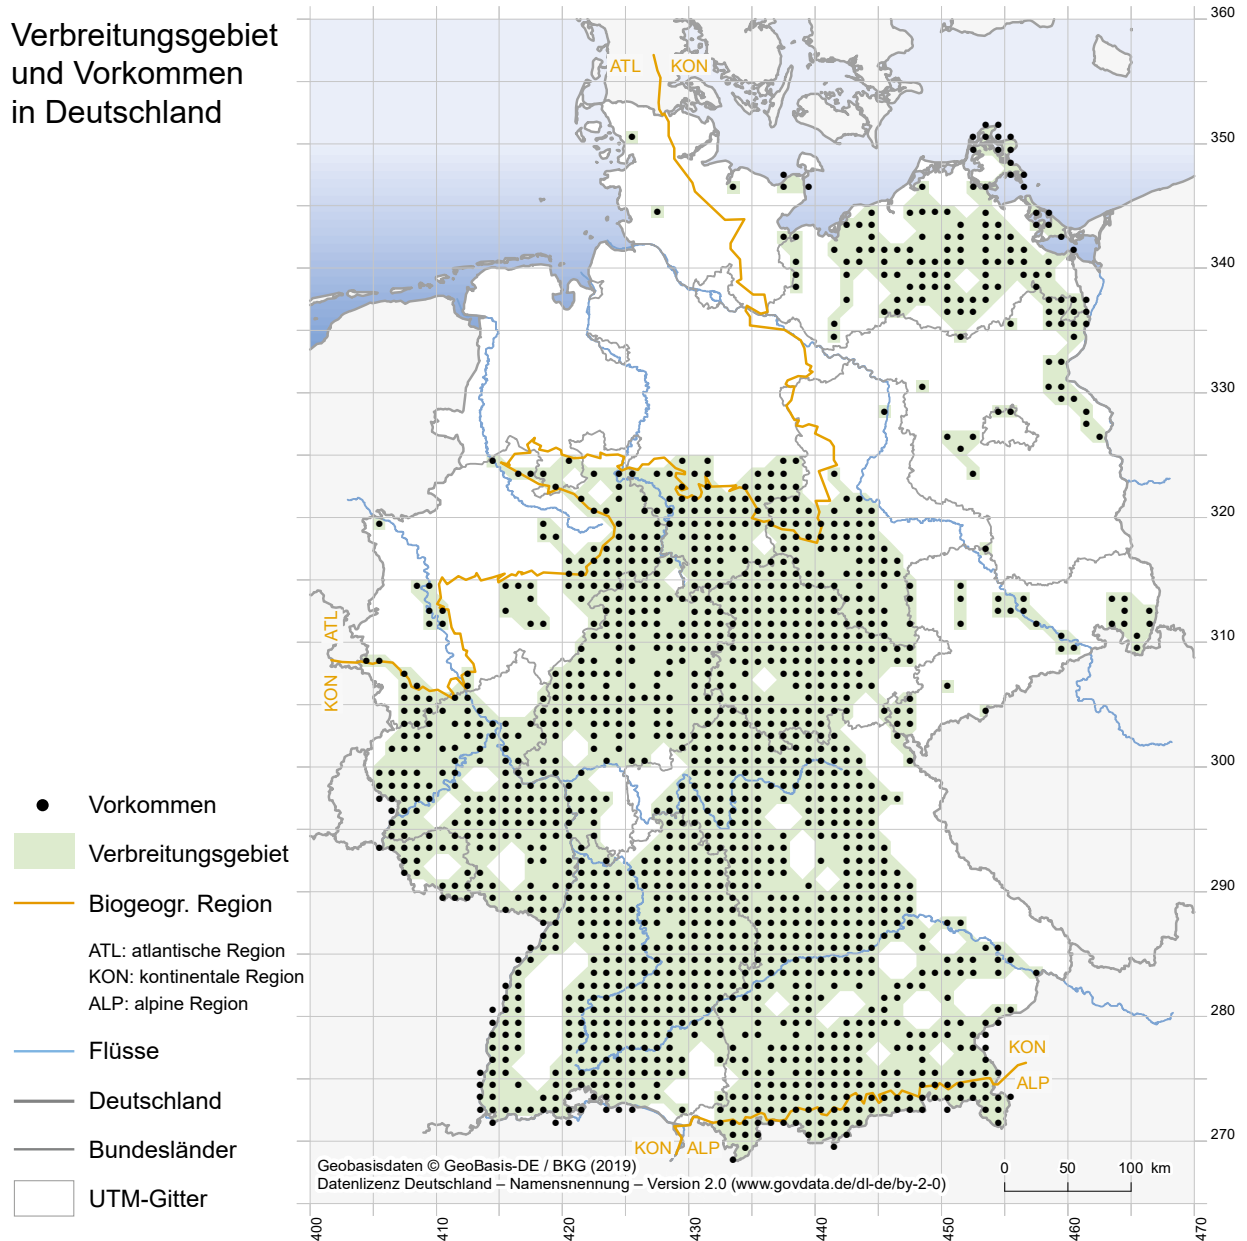 Verbreitungsgebiet
und Vorkommen
in Deutschland
ATL KON
ATL
KON
Vorkommen
Verbreitungsgebiet
Biogeogr. Region
ATL: atlantische Region
KON: kontinentale Region
ALP: alpine Region
Flüsse
Deutschland
Bundesländer
UTM-Gitter
KON
ALP
KON ALP
Geobasisdaten © GeoBasis-DE / BKG (2019)
Datenlizenz Deutschland – Namensnennung – Version 2.0 (www.govdata.de/dl-de/by-2-0)
0 50 100 km
360
350
340
330
320
310
300
290
280
270
400 410 420 430 440 450 460 470